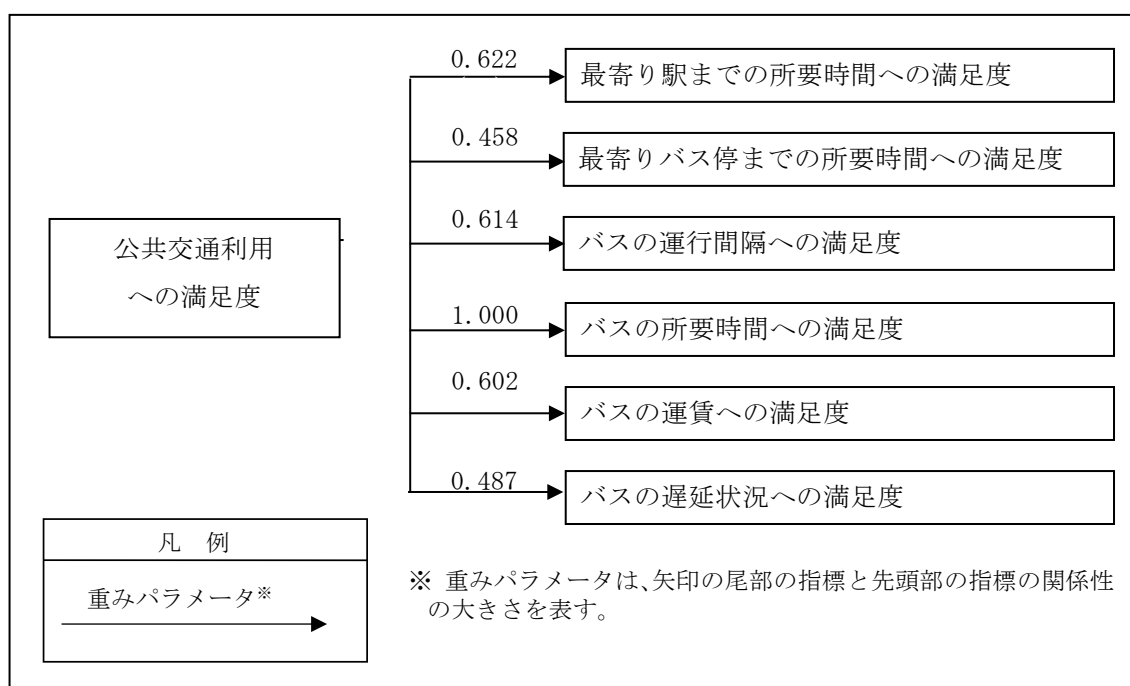 0.622
最寄り駅までの所要時間への満足度
0.458
最寄りバス停までの所要時間への満足度
0.614
バスの運行間隔への満足度
公共交通利用
への満足度
1.000
バスの所要時間への満足度
0.602
バスの運賃への満足度
0.487
バスの遅延状況への満足度
凡 例
重みパラメータ※
※ 重みパラメータは、矢印の尾部の指標と先頭部の指標の関係性
の大きさを表す。